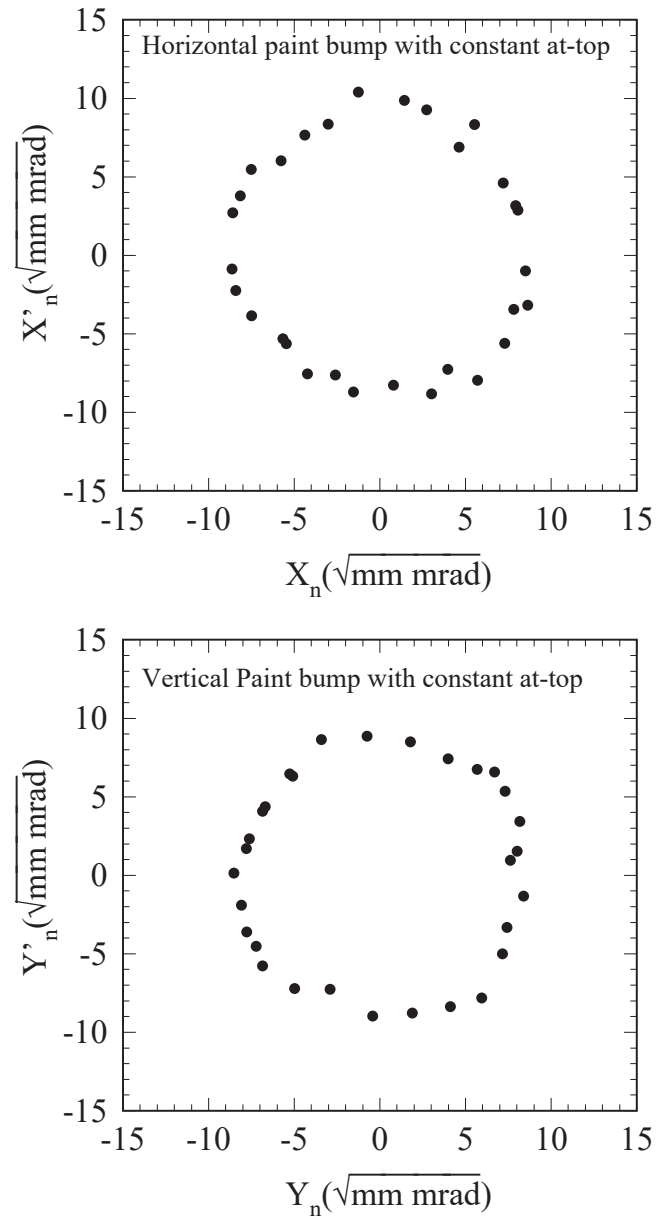 15
Horizontal paint bump with constant at-top
10
5
0
-5
-10
-15
X'n(√mm mrad)
-15 -10 -5 0 5 10 15
Xn(√mm mrad)
15
Vertical Paint bump with constant at-top
10
5
0
-5
-10
-15
Y'n(√mm mrad)
-15 -10 -5 0 5 10 15
Yn(√mm mrad)